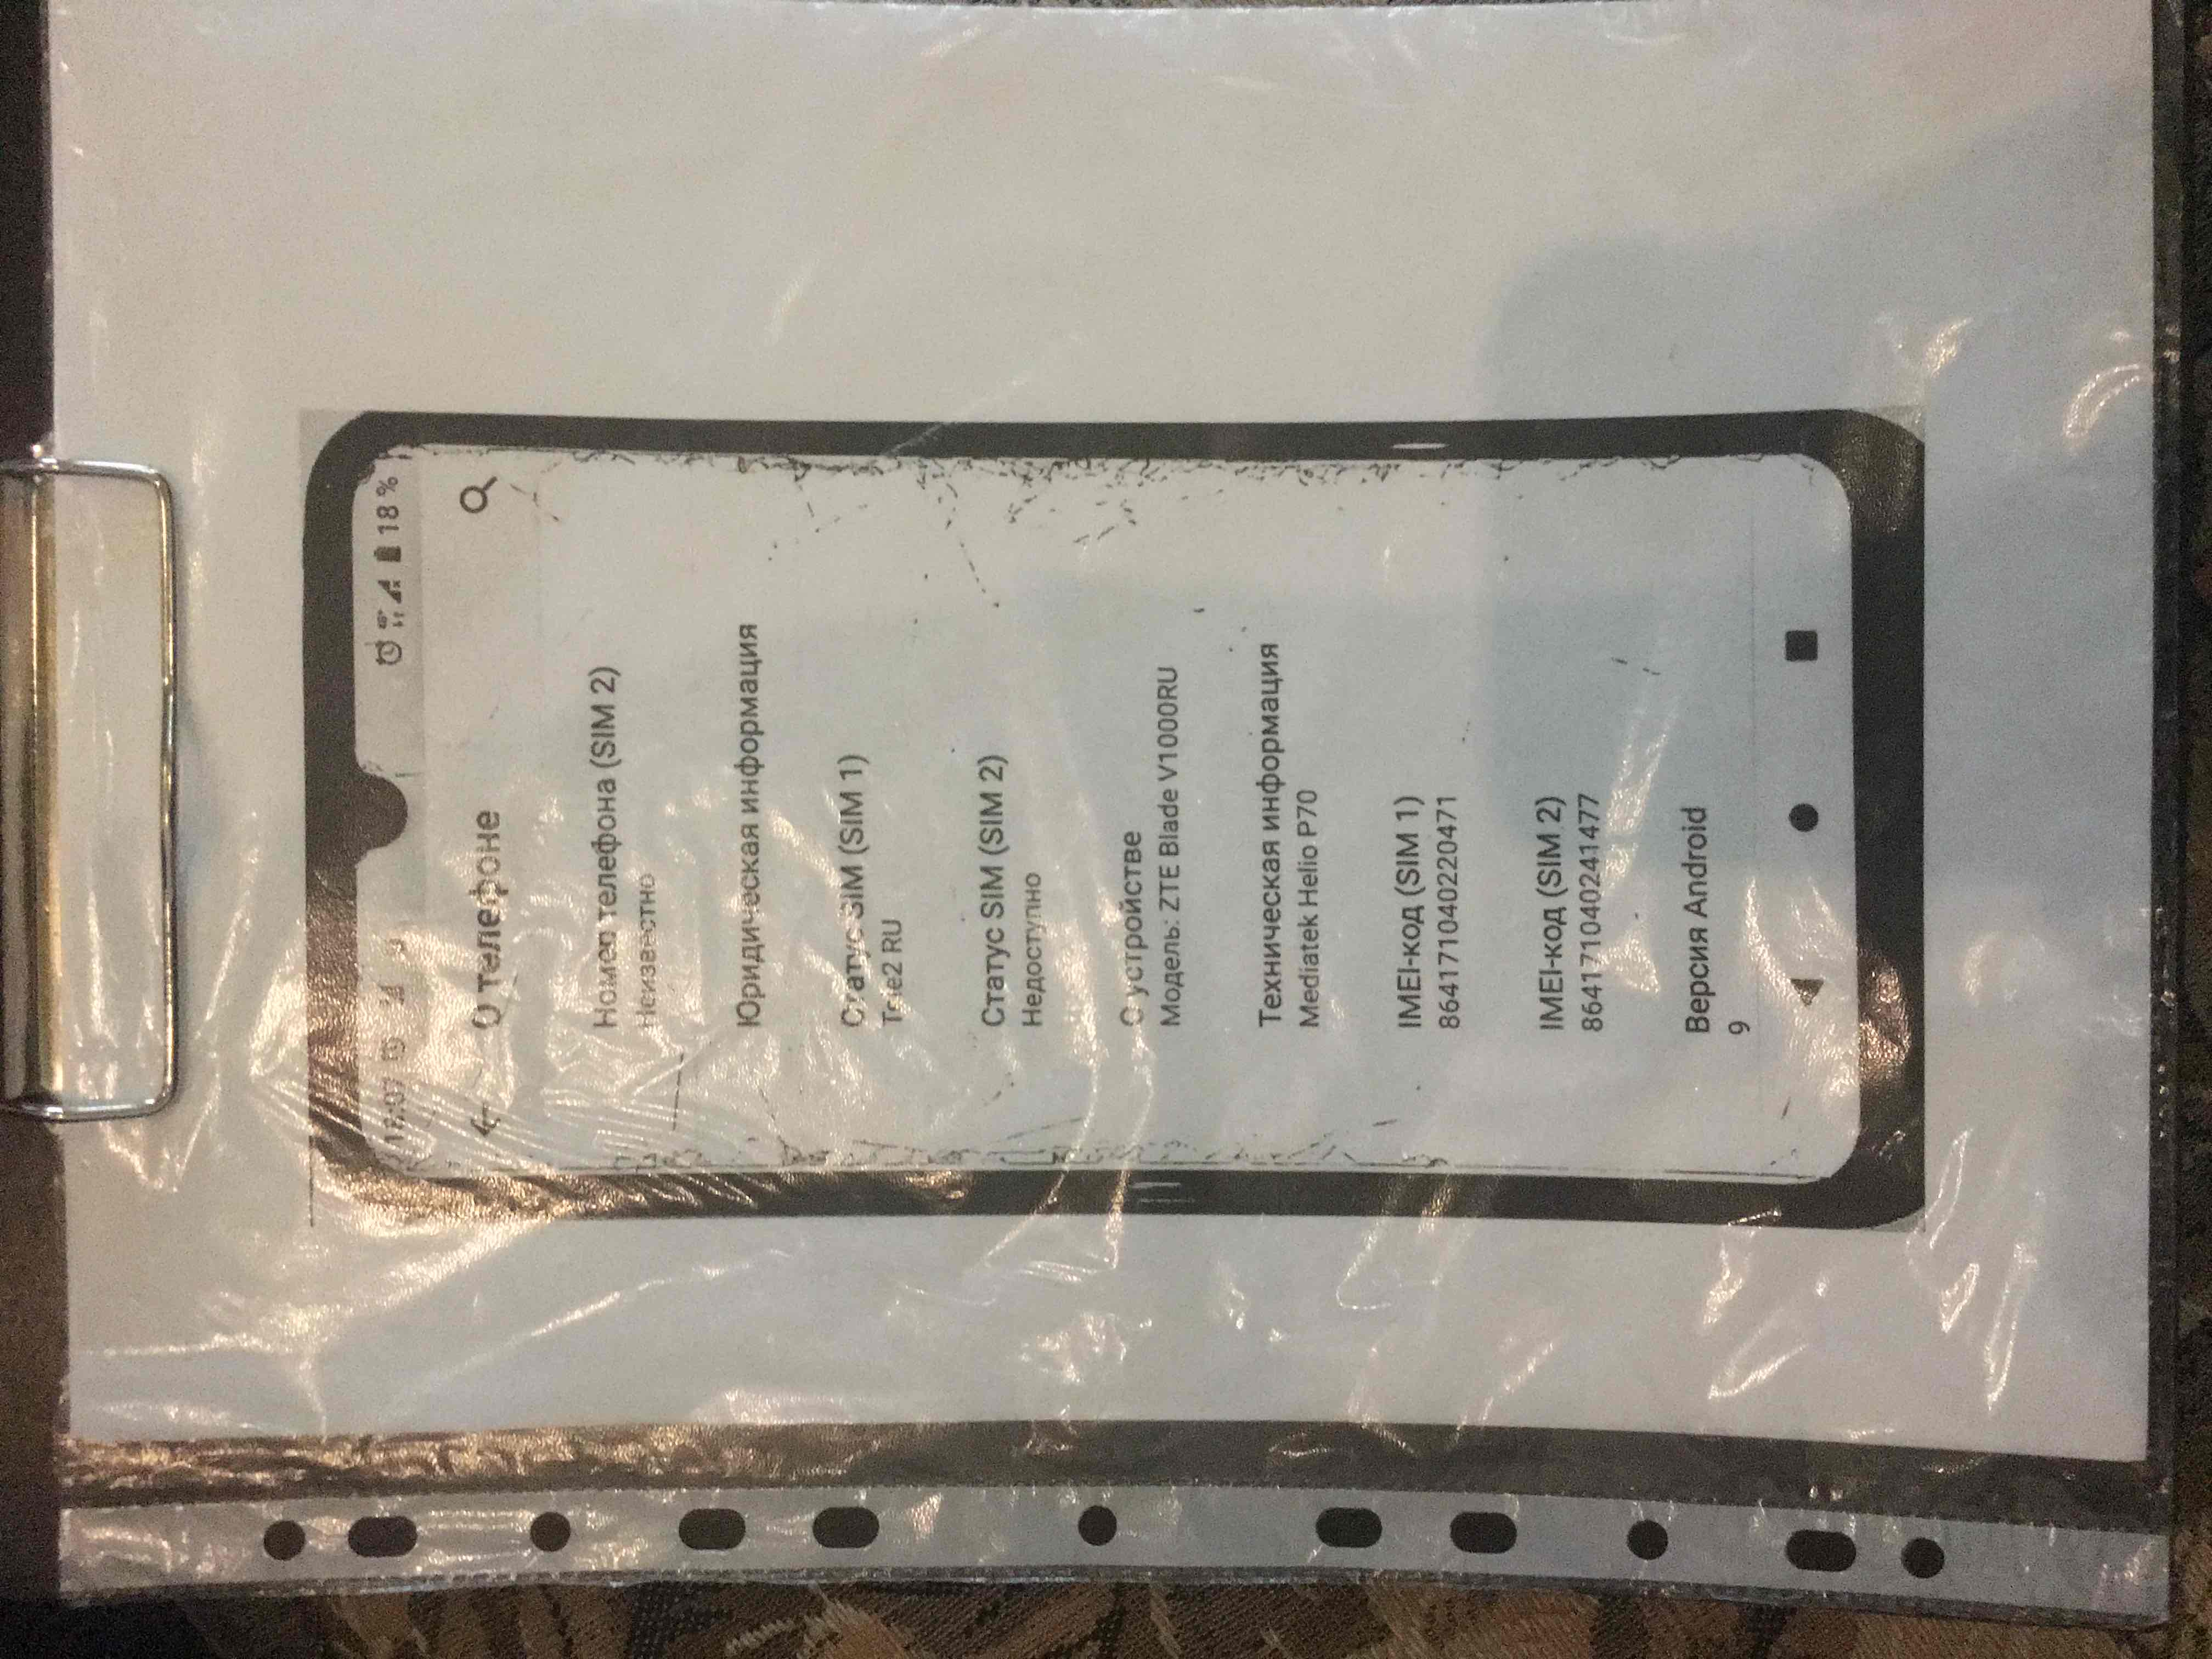 18:07
18 %
О телефоне
Номер телефона (SIM 2)
Неизвестно
Юридическая информация
Статус SIM (SIM 1)
Tele2 RU
Статус SIM (SIM 2)
Недоступно
О устройстве
Модель: ZTE Blade V1000RU
Техническая информация
Mediatek Helio P70
IMEI-код (SIM 1)
864171040220471
IMEI-код (SIM 2)
864171040241477
Версия Android
9